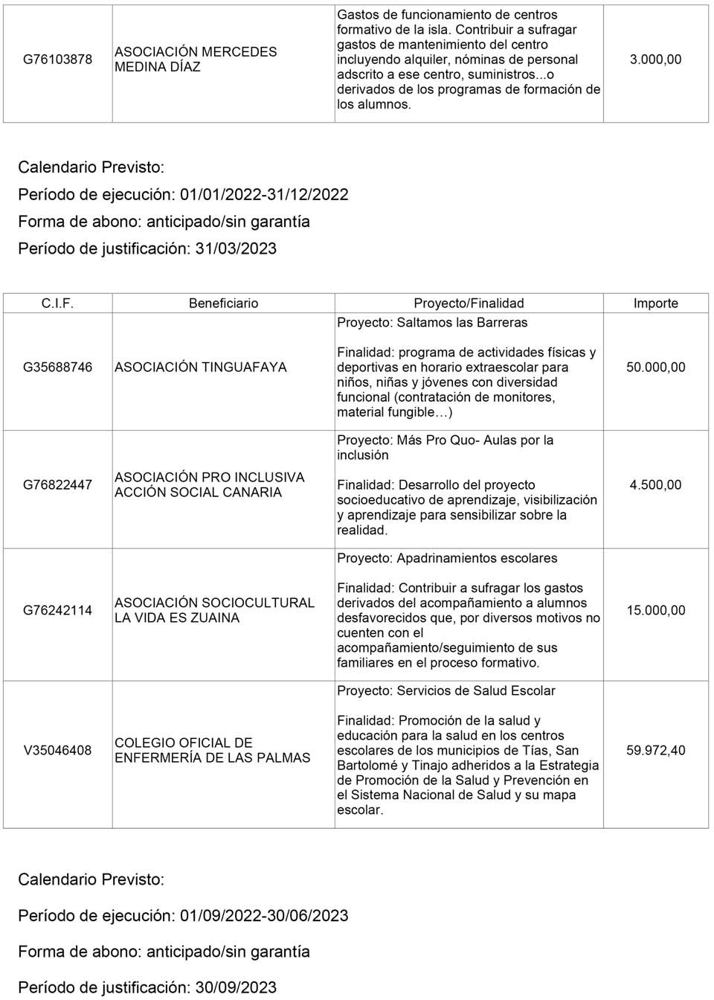 Gastos de funcionamiento de centros
formativo de la isla. Contribuir a sufragar
gastos de mantenimiento del centro
G76103878
ASOCIACIÓN MERCEDES
MEDINA DÍAZ
incluyendo alquiler, nóminas de personal
adscrito a ese centro, suministros...o
derivados de los programas de formación de
los alumnos.
3.000,00
Calendario Previsto:
Período de ejecución: 01/01/2022-31/12/2022
Forma de abono: anticipado/sin garantía
Período de justificación: 31/03/2023
C.I.F. Beneficiario Proyecto/Finalidad Importe
G35688746
ASOCIACIÓN TINGUAFAYA
Proyecto: Saltamos las Barreras
Finalidad: programa de actividades físicas y
deportivas en horario extraescolar para
niños, niñas y jóvenes con diversidad
funcional (contratación de monitores,
material fungible…)
50.000,00
G76822447
ASOCIACIÓN PRO INCLUSIVA
ACCIÓN SOCIAL CANARIA
Proyecto: Más Pro Quo- Aulas por la
inclusión
Finalidad: Desarrollo del proyecto
socioeducativo de aprendizaje, visibilización
y aprendizaje para sensibilizar sobre la
realidad.
4.500,00
G76242114
ASOCIACIÓN SOCIOCULTURAL
LA VIDA ES ZUAINA
Proyecto: Apadrinamientos escolares
Finalidad: Contribuir a sufragar los gastos
derivados del acompañamiento a alumnos
desfavorecidos que, por diversos motivos no
cuenten con el
acompañamiento/seguimiento de sus
familiares en el proceso formativo.
15.000,00
V35046408
COLEGIO OFICIAL DE
ENFERMERÍA DE LAS PALMAS
Proyecto: Servicios de Salud Escolar
Finalidad: Promoción de la salud y
educación para la salud en los centros
escolares de los municipios de Tías, San
Bartolomé y Tinajo adheridos a la Estrategia
de Promoción de la Salud y Prevención en
el Sistema Nacional de Salud y su mapa
escolar.
59.972,40
Calendario Previsto:
Período de ejecución: 01/09/2022-30/06/2023
Forma de abono: anticipado/sin garantía
Período de justificación: 30/09/2023